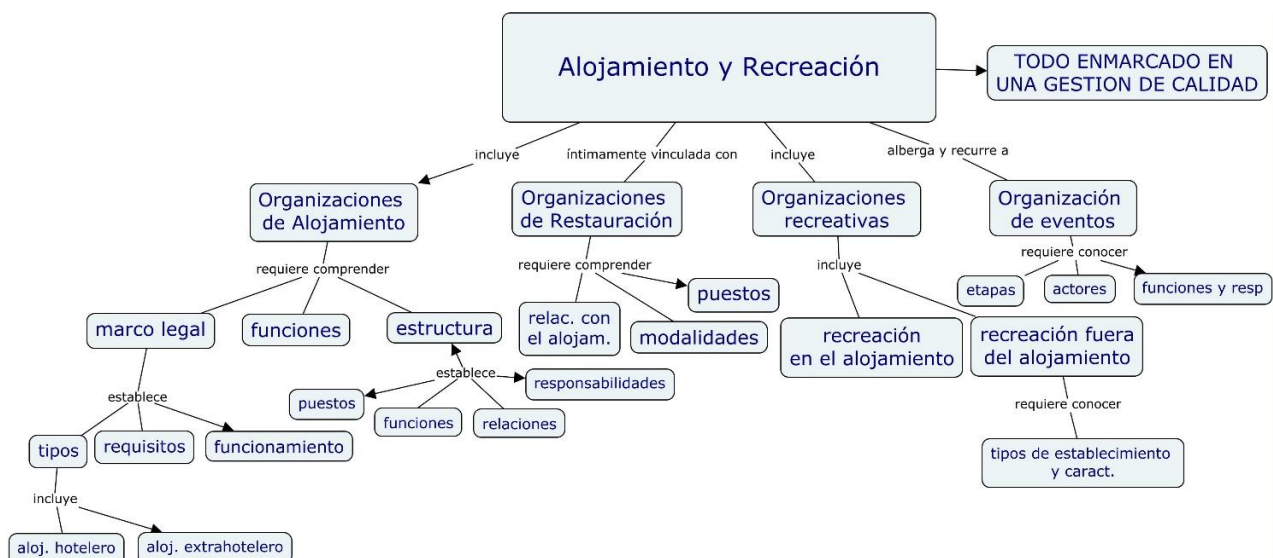 Alojamiento y Recreación
TODO ENMARCADO EN
UNA GESTION DE CALIDAD
incluye
íntimamente vinculada con
incluye
alberga y recurre a
Organizaciones
de Alojamiento
Organizaciones
de Restauración
Organizaciones
recreativas
Organización
de eventos
requiere comprender
requiere comprender
incluye
requiere conocer
marco legal
funciones
estructura
relac. con
el alojam.
modalidades
puestos
recreación
en el alojamiento
recreación fuera
del alojamiento
etapas
actores
funciones y resp
establece
establece
requiere conocer
tipos
requisitos
funcionamiento
puestos
funciones
relaciones
responsabilidades
tipos de establecimiento
y caract.
incluye
aloj. hotelero
aloj. extrahotelero